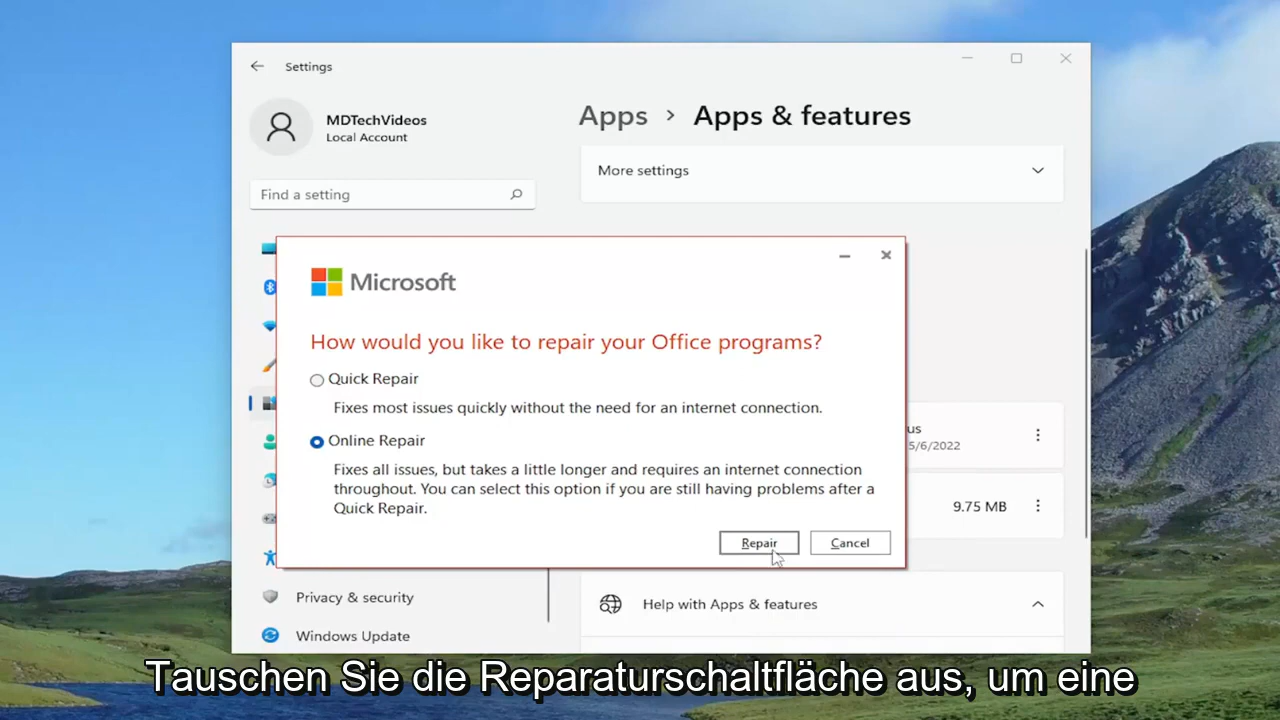 Settings
MDTechVideos
Local Account
Find a setting
Apps > Apps & features
More settings
Microsoft
How would you like to repair your Office programs?
Quick Repair
Fixes most issues quickly without the need for an internet connection.
Online Repair
Fixes all issues, but takes a little longer and requires an internet connection
throughout. You can select this option if you are still having problems after a
Quick Repair.
Repair
Cancel
us
5/6/2022
9.75 MB
Privacy & security
Windows Update
Help with Apps & features
Tauschen Sie die Reparaturschaltfläche aus, um eine